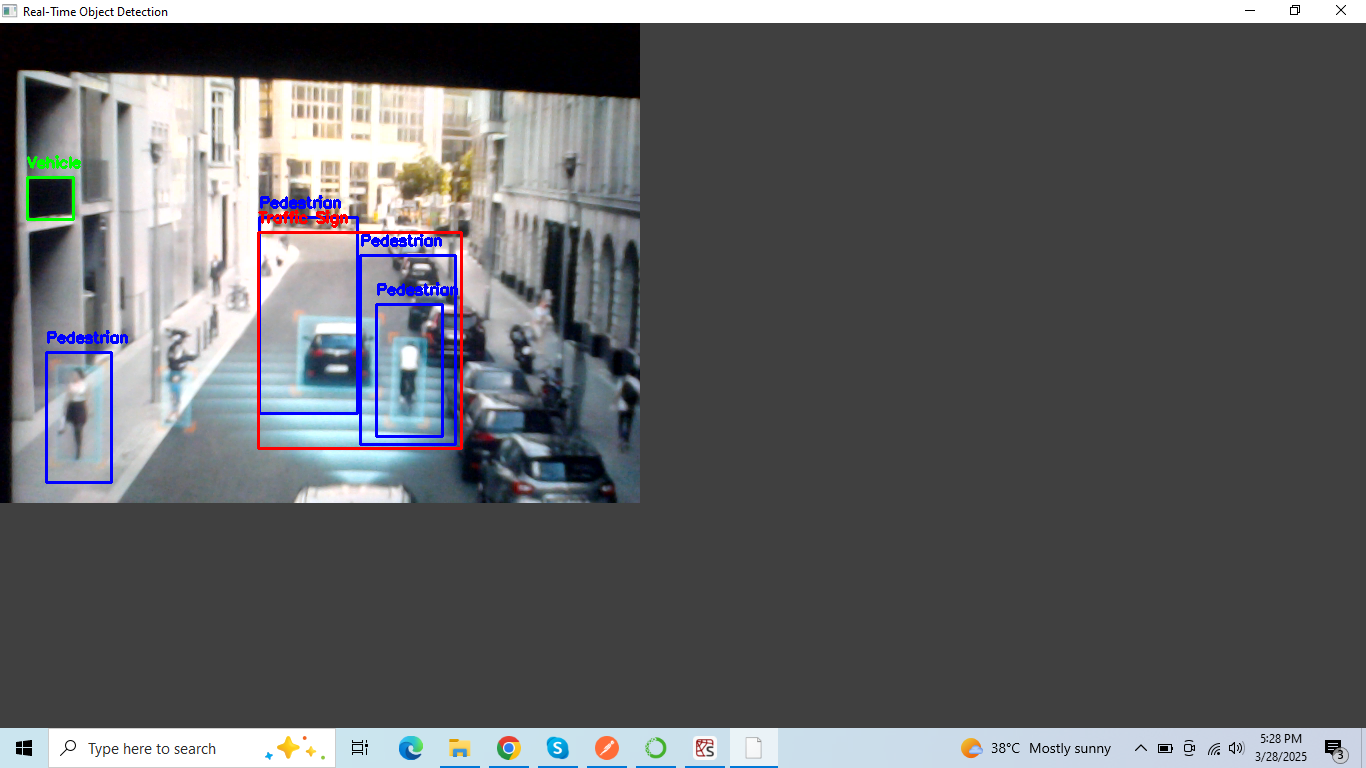 Real-Time Object Detection
Vehicle
Pedestrian
Traffic Sign
Pedestrian
Pedestrian
Pedestrian
Type here to search
38°C Mostly sunny
5:28 PM
3/28/2025
3